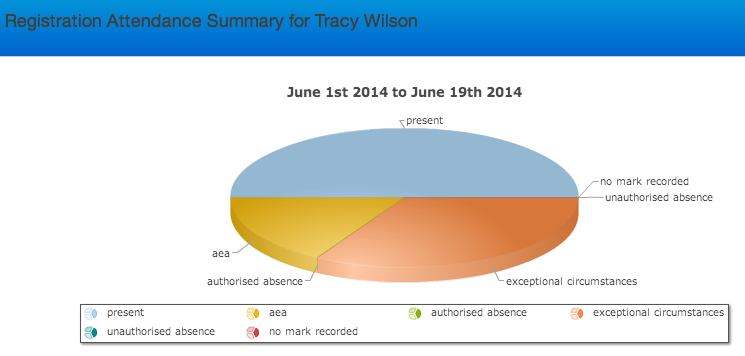 Registration Attendance Summary for Tracy Wilson
June 1st 2014 to June 19th 2014
present
no mark recorded
unauthorised absence
aea
authorised absence
exceptional circumstances
present aea authorised absence exceptional circumstances
unauthorised absence no mark recorded